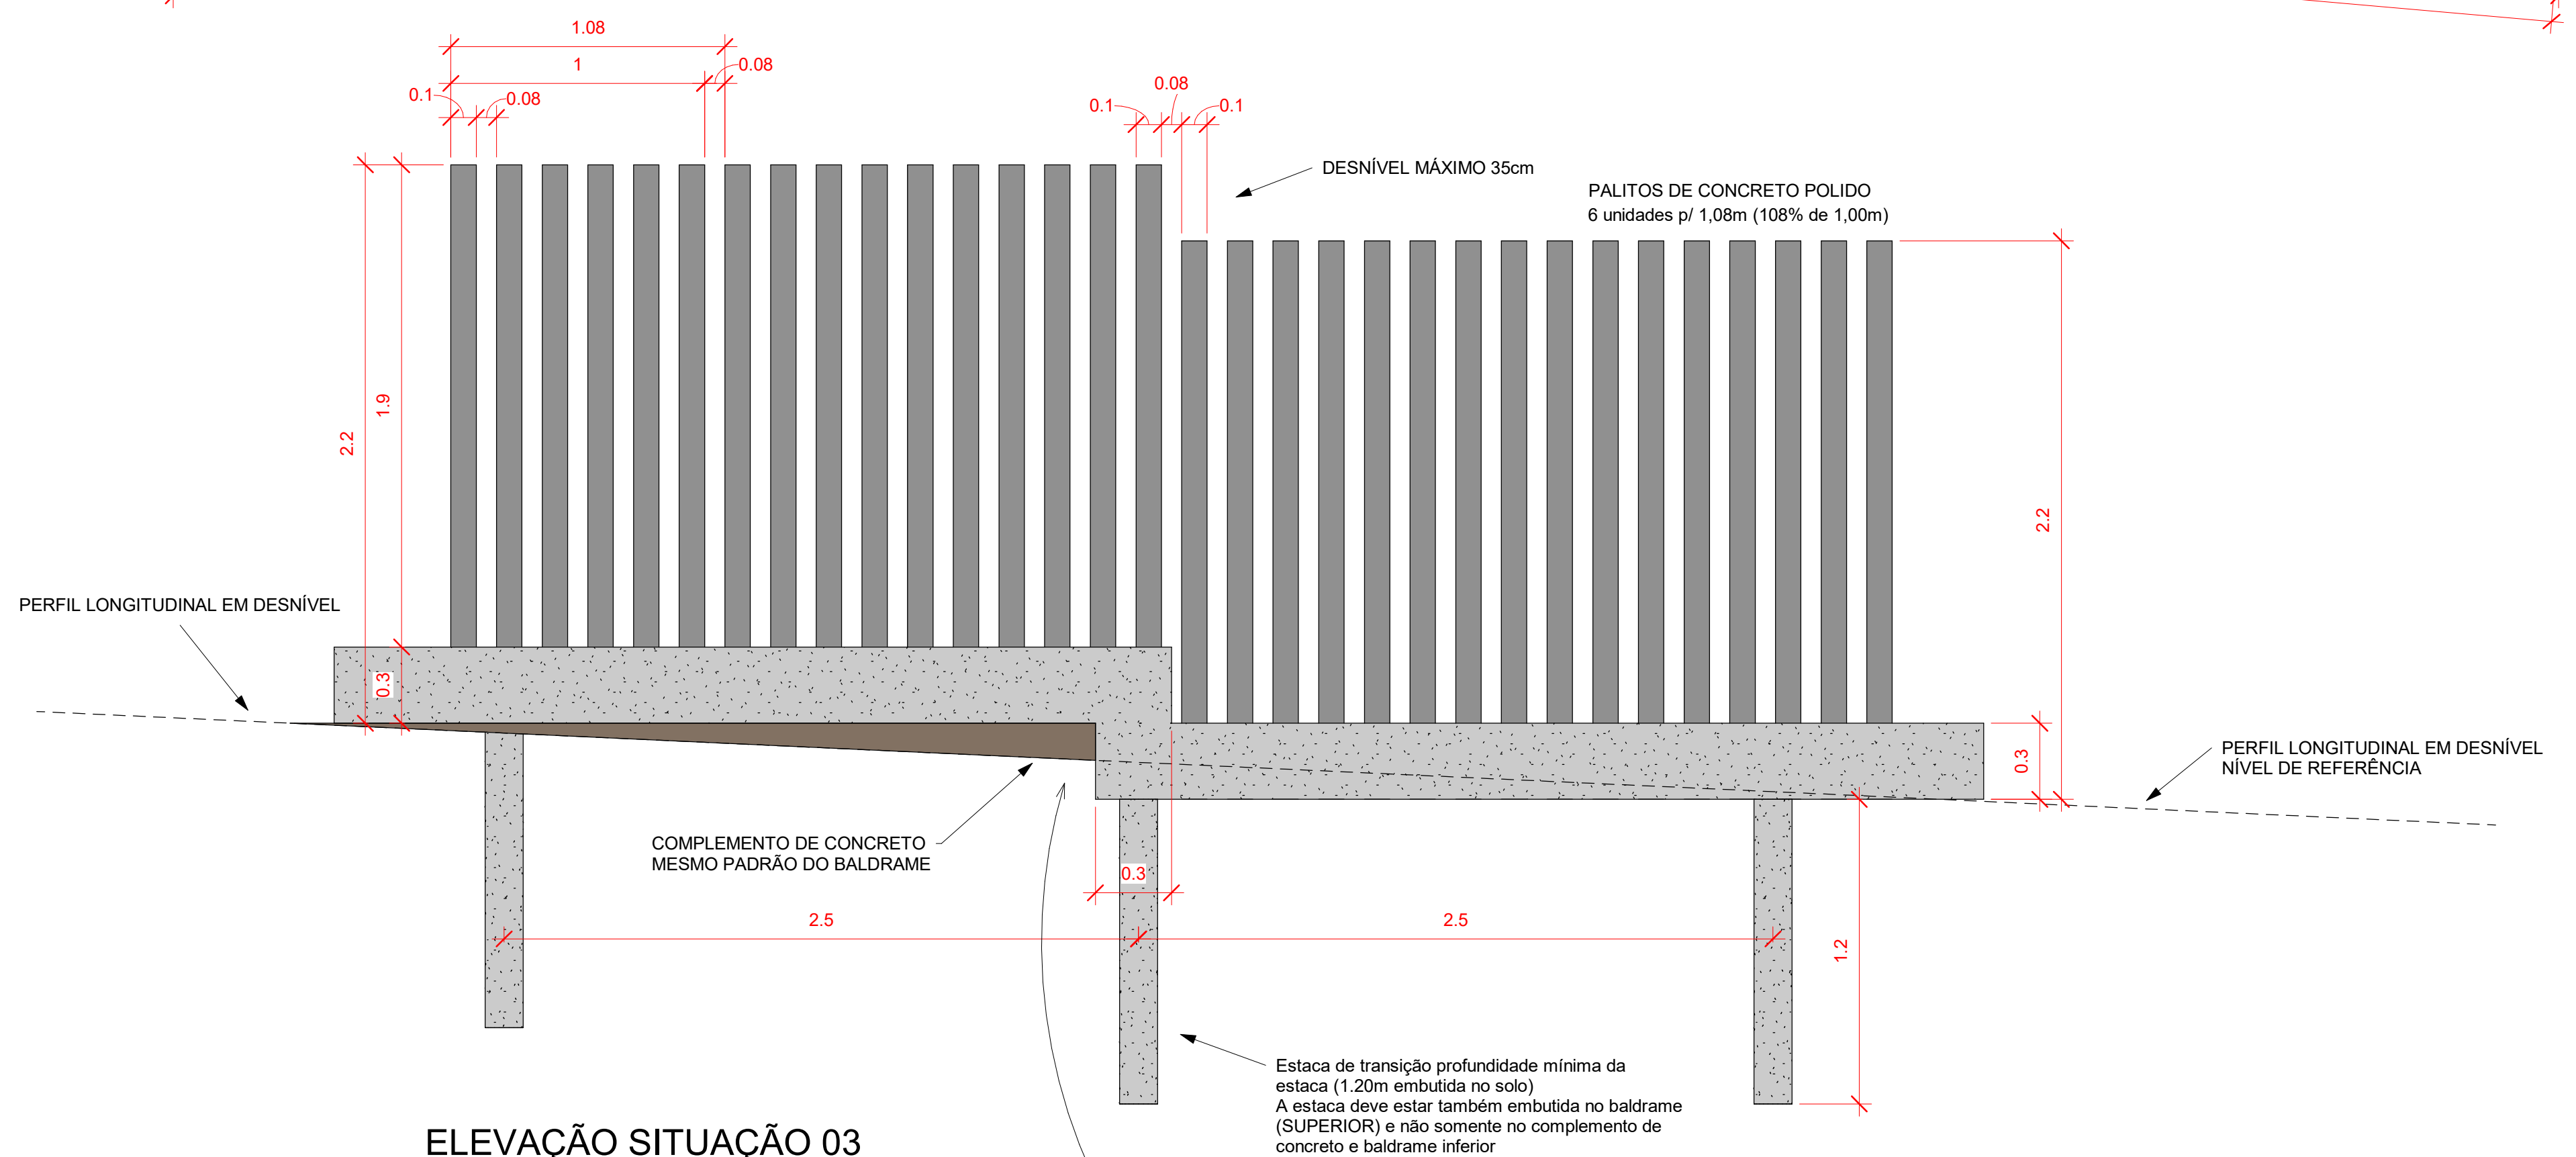 1.08
1
0.08
0.1
0.08
0.08
0.1
0.1
DESNÍVEL MÁXIMO 35cm
PALITOS DE CONCRETO POLIDO
6 unidades p/ 1,08m (108% de 1,00m)
2.2
1.9
2.2
PERFIL LONGITUDINAL EM DESNÍVEL
0.3
0.3
PERFIL LONGITUDINAL EM DESNÍVEL
NÍVEL DE REFERÊNCIA
COMPLEMENTO DE CONCRETO
MESMO PADRÃO DO BALDRAME
0.3
2.5
2.5
1.2
Estaca de transição profundidade mínima da
estaca (1.20m embutida no solo)
A estaca deve estar também embutida no baldrame
(SUPERIOR) e não somente no complemento de
concreto e baldrame inferior
ELEVAÇÃO SITUAÇÃO 03